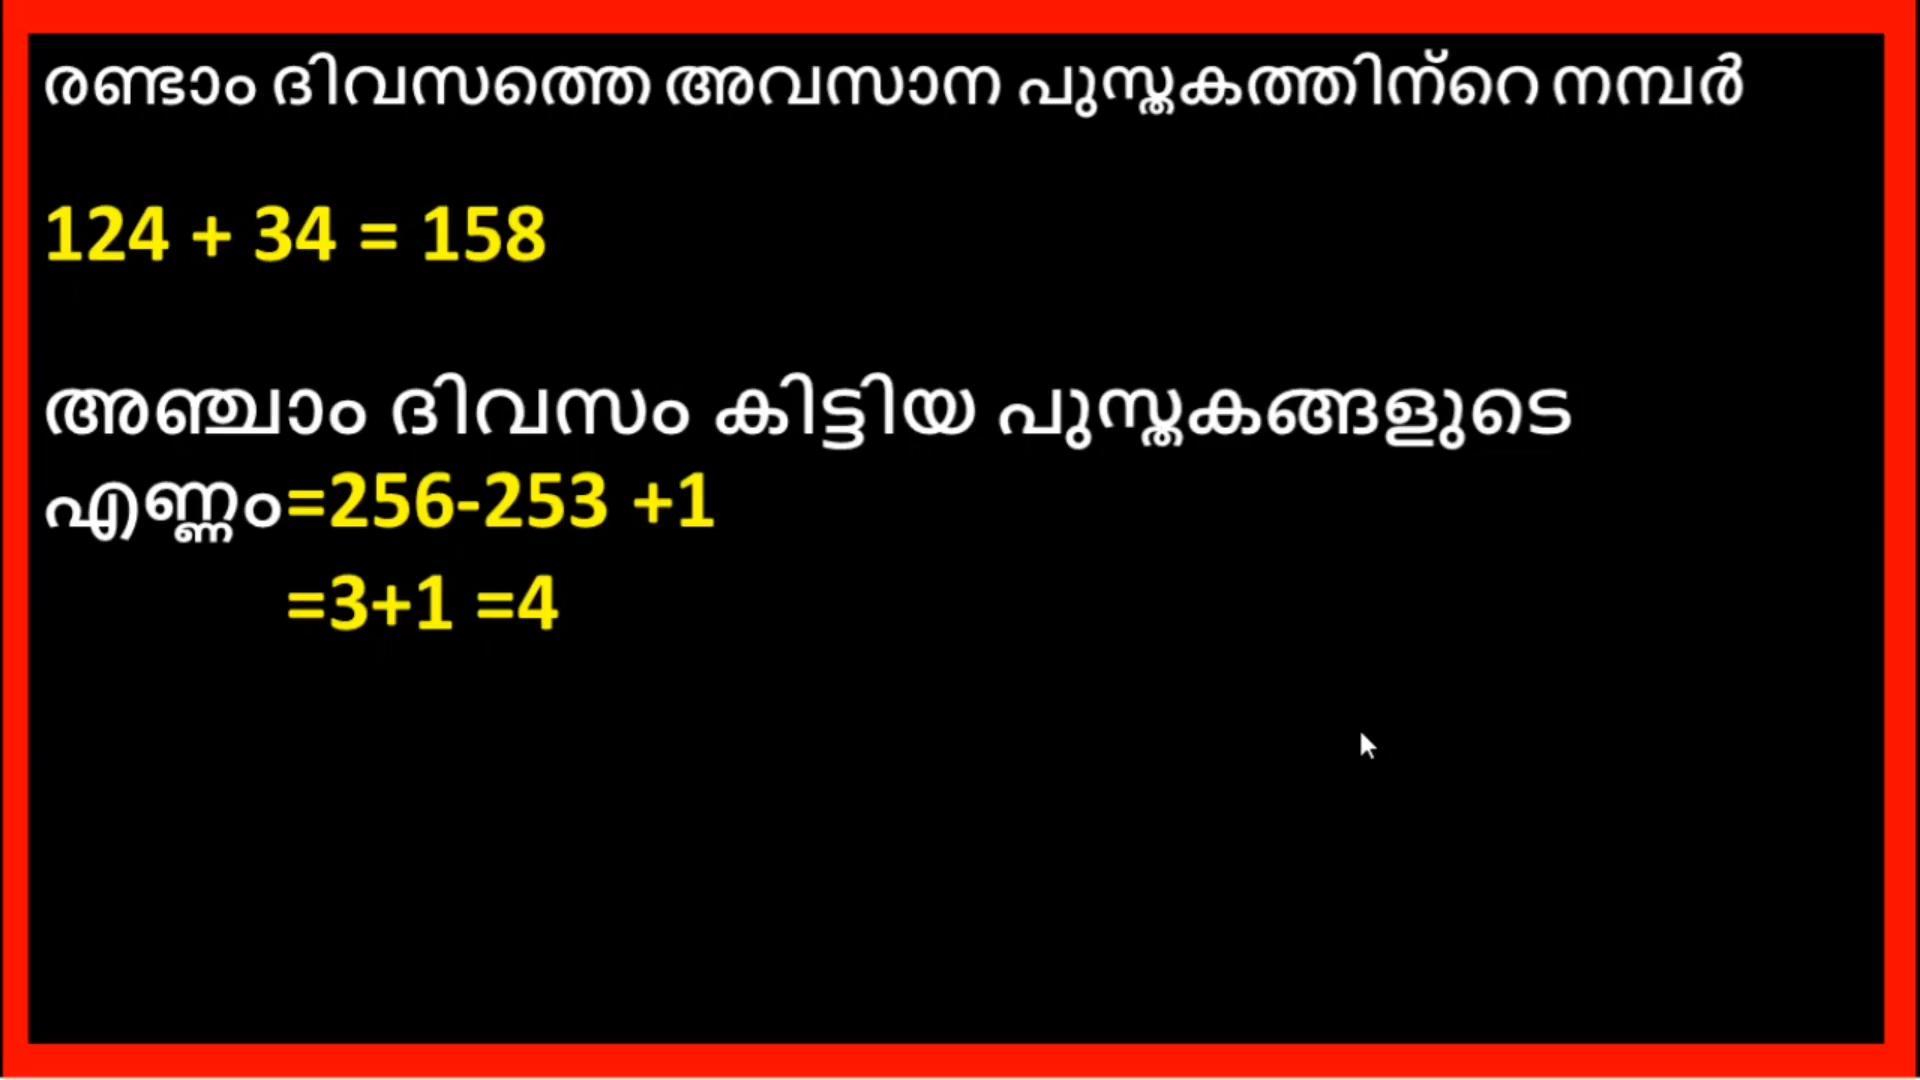 രണ്ടാം ദിവസത്തെ അവസാന പുസ്തകത്തിന്റെ നമ്പർ
124 + 34 = 158
അഞ്ചാം ദിവസം കിട്ടിയ പുസ്തകങ്ങളുടെ
എണ്ണം=256-253 +1
=3+1 =4